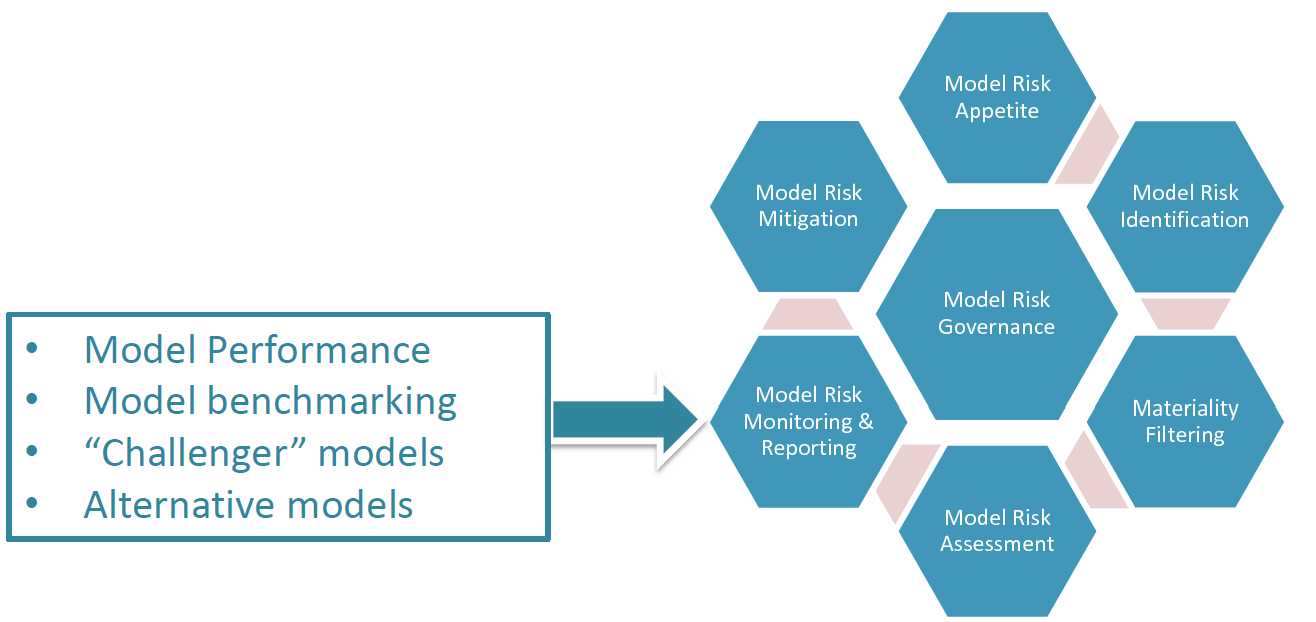 • Model Performance
• Model benchmarking
• “Challenger” models
• Alternative models
Model Risk
Appetite
Model Risk
Identification
Materiality
Filtering
Model Risk
Assessment
Model Risk
Monitoring &
Reporting
Model Risk
Mitigation
Model Risk
Governance